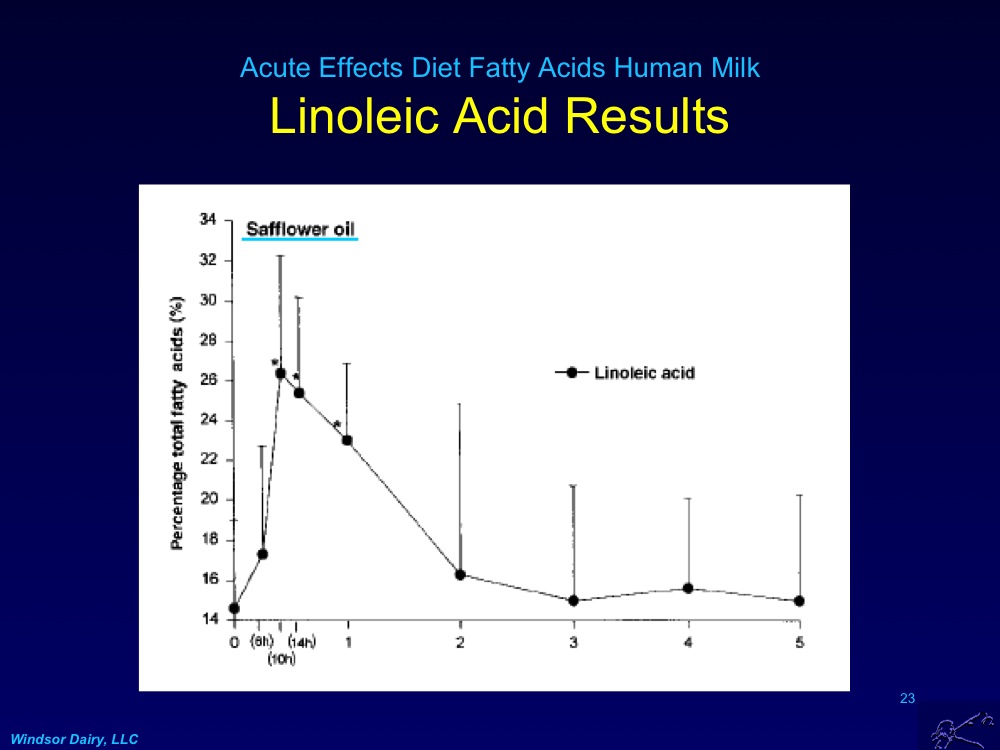 Acute Effects Diet Fatty Acids Human Milk
Linoleic Acid Results
Safflower oil
34
32
30
28
26
24
22
20
18
16
14
Percentage total fatty acids (%)
*
*
*
Linoleic acid
0 (6h) (14h) 1 2 3 4 5
(10h)
23
Windsor Dairy, LLC